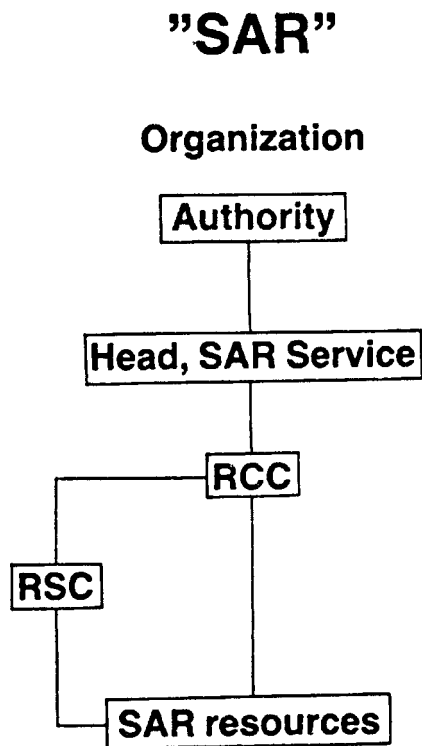 ”SAR”
Organization
Authority
Head, SAR Service
RCC
RSC
SAR resources